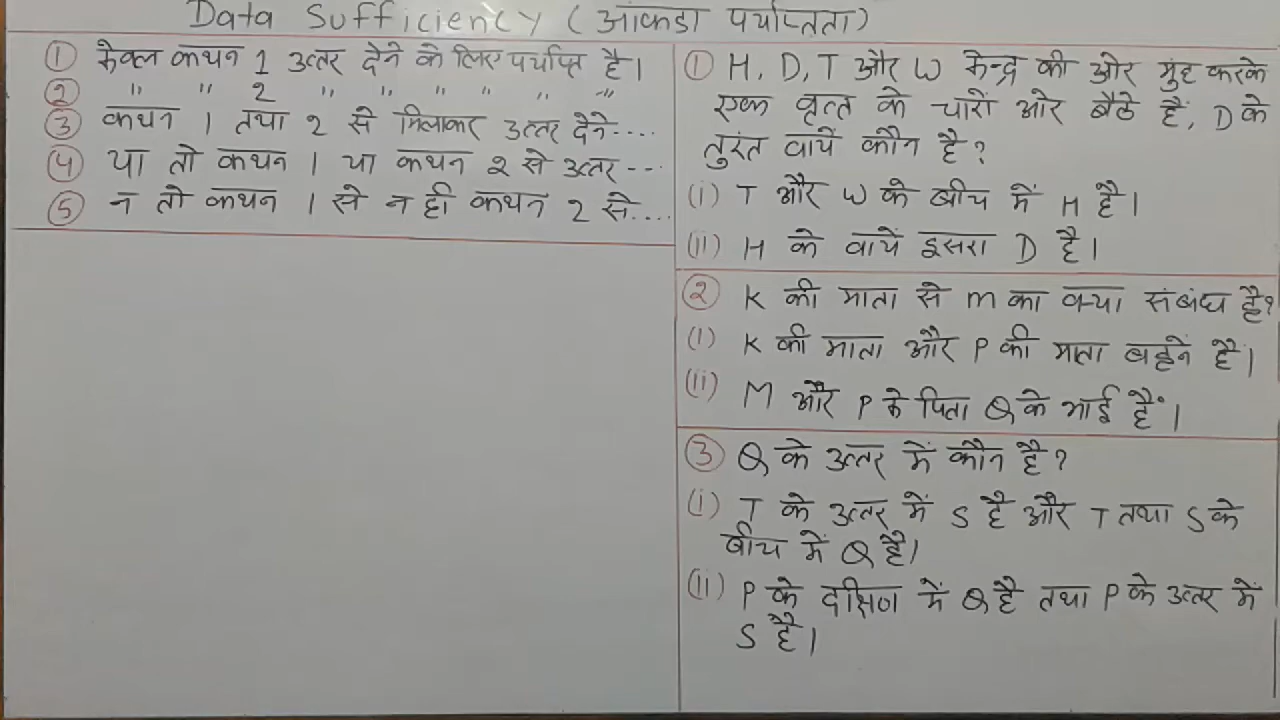 Data Sufficiency (आंकडा पर्याप्तता)
① केवल कथन 1 उत्तर देने के लिए पर्याप्त है।
② " " 2 " " " " " "
③ कथन 1 तथा 2 से मिलाकर उत्तर देने....
④ या तो कथन 1 या कथन 2 से उत्तर ---
⑤ न तो कथन 1 से न ही कथन 2 से....
① H, D, T और W केन्द्र की ओर मुंह करके
एक वृत्त के चारों ओर बैठे हैं, D के
तुरंत वायें कौन है?
(i) T और W के बीच में H है।
(ii) H के वायें दूसरा D है।
② K की माता से M का क्या संबंध है?
(i) K की माता और P की माता बहनें हैं।
(ii) M और P के पिता Q के भाई हैं।
③ Q के उत्तर में कौन है?
(i) T के उत्तर में S है और T तथा S के
बीच में Q है।
(ii) P के दक्षिण में Q है तथा P के उत्तर में
S है।